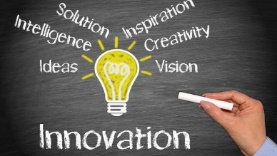 Solution
Inspiration
Intelligence
Creativity
Ideas
Vision
Innovation